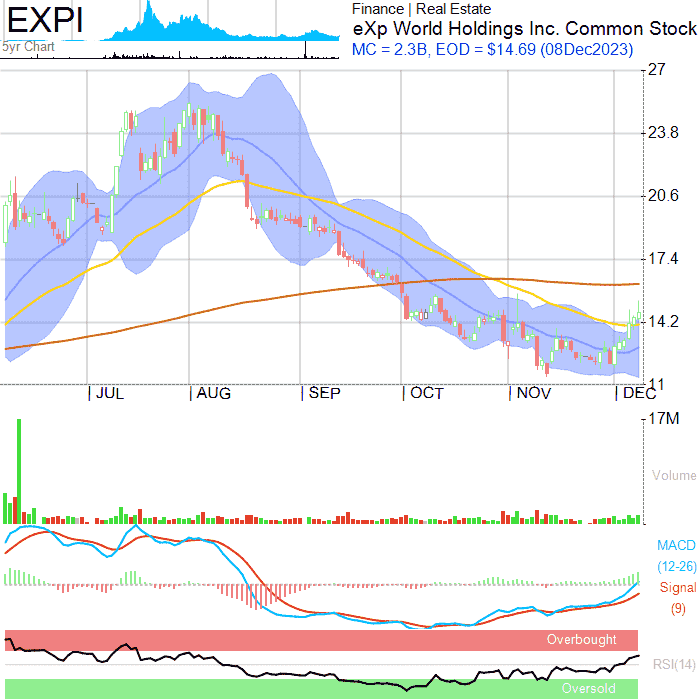 EXPI
5yr Chart
Finance | Real Estate
eXp World Holdings Inc. Common Stock
MC = 2.3B, EOD = $14.69 (08Dec2023)
27
23.8
20.6
17.4
14.2
11
JUL AUG SEP OCT NOV DEC
17M
Volume
MACD
(12-26)
Signal
(9)
Overbought
RSI(14)
Oversold